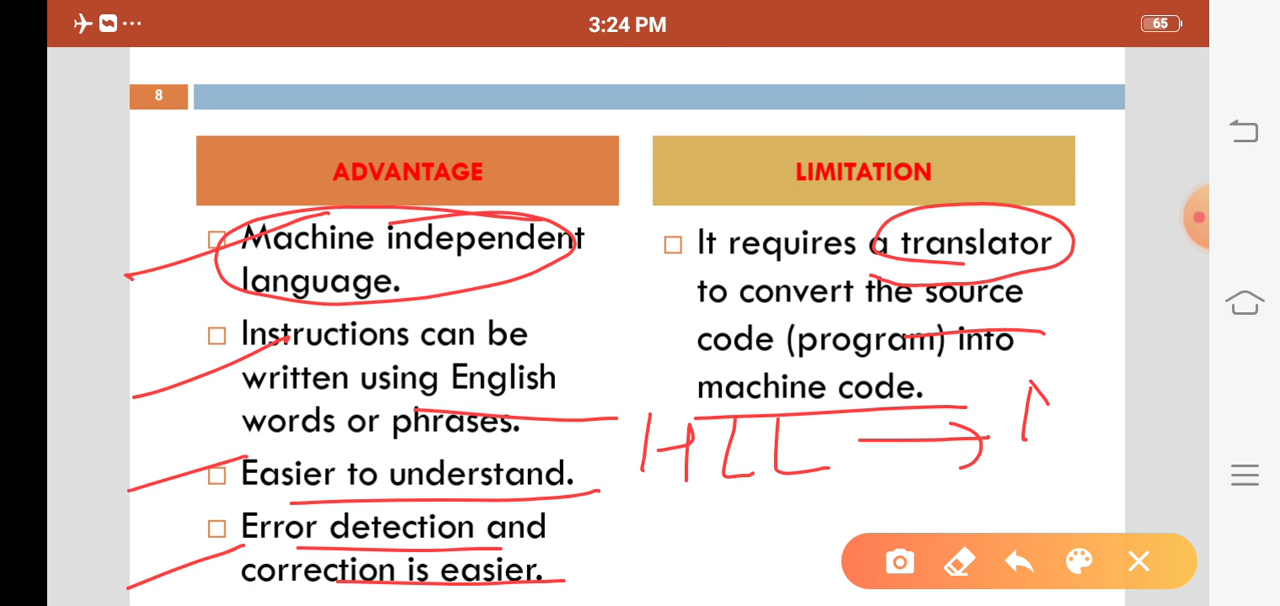 3:24 PM
65
8
ADVANTAGE
Machine independent
language.
Instructions can be
written using English
words or phrases.
Easier to understand.
Error detection and
correction is easier.
LIMITATION
It requires a translator
to convert the source
code (program) into
machine code.
HLL →